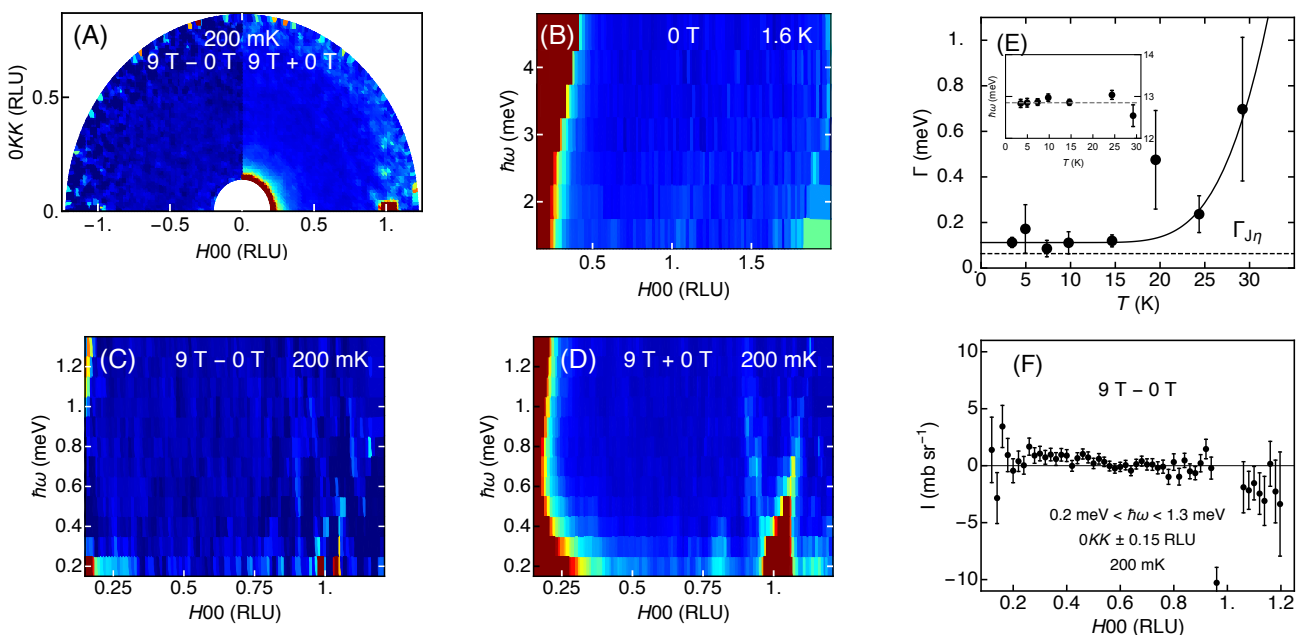 (A)
200 mK
9 T − 0 T 9 T + 0 T
0KK (RLU)
0.5
0.
−1. −0.5 0. 0.5 1.
H00 (RLU)
(B)
0 T 1.6 K
ħω (meV)
4
3
2
0.5 1. 1.5
H00 (RLU)
(E)
Γ (meV)
1.
0.8
0.6
0.4
0.2
0.
0 5 10 15 20 25 30
T (K)
ΓJη
ħω (meV)
14
13
12
0 5 10 15 20 25 30
T (K)
(C)
9 T − 0 T 200 mK
ħω (meV)
1.2
1.
0.8
0.6
0.4
0.2
0.25 0.5 0.75 1.
H00 (RLU)
(D)
9 T + 0 T 200 mK
ħω (meV)
1.2
1.
0.8
0.6
0.4
0.2
0.25 0.5 0.75 1.
H00 (RLU)
(F)
9 T − 0 T
I (mb sr⁻¹)
10
5
0
−5
−10
0.2 meV < ħω < 1.3 meV
0KK ± 0.15 RLU
200 mK
0.2 0.4 0.6 0.8 1. 1.2
H00 (RLU)